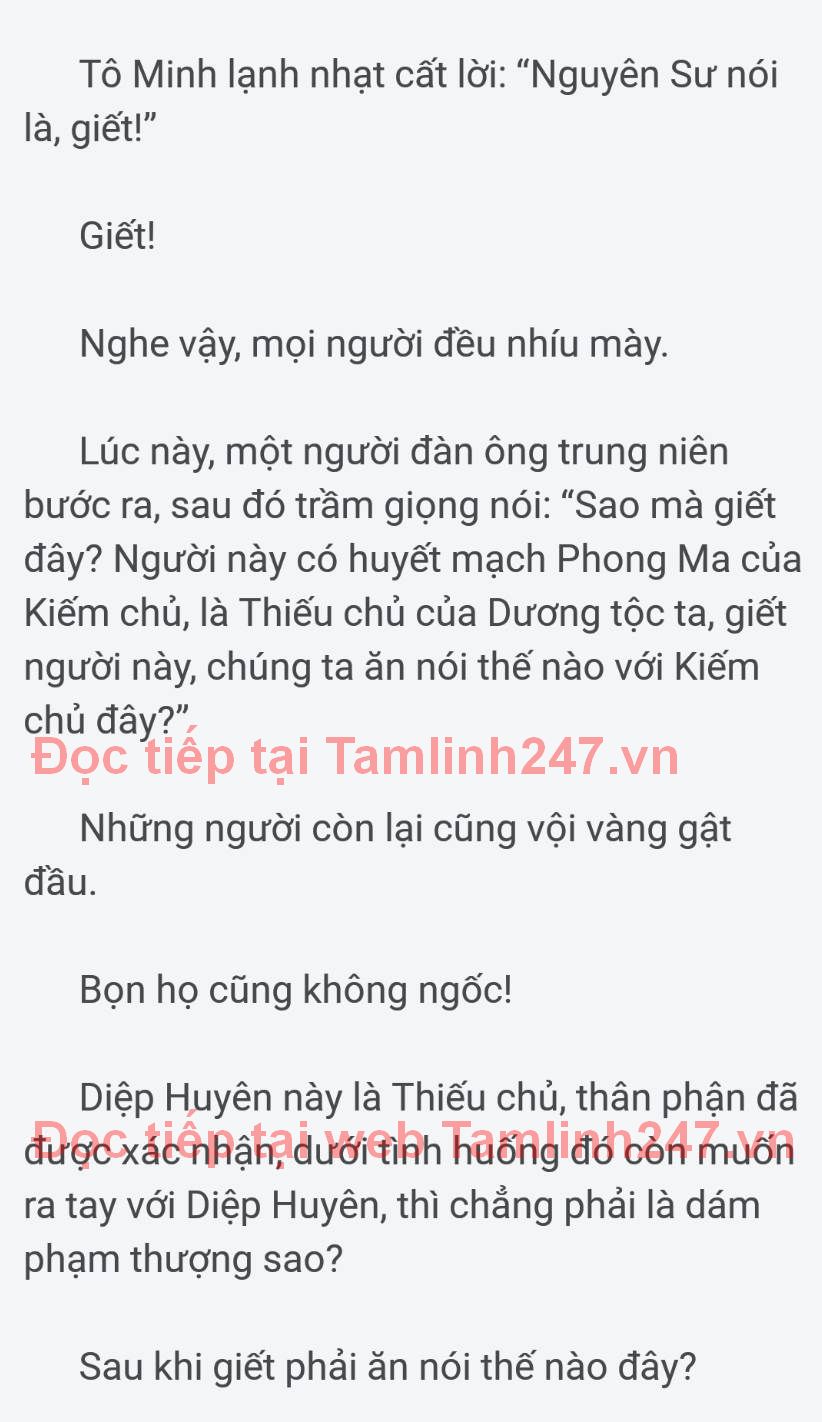 Tô Minh lạnh nhạt cất lời: “Nguyên Sư nói
là, giết!”
Giết!
Nghe vậy, mọi người đều nhíu mày.
Lúc này, một người đàn ông trung niên
bước ra, sau đó trầm giọng nói: “Sao mà giết
đây? Người này có huyết mạch Phong Ma của
Kiếm chủ, là Thiếu chủ của Dương tộc ta, giết
người này, chúng ta ăn nói thế nào với Kiếm
chủ đây?”
Đọc tiếp tại Tamlinh247.vn
Những người còn lại cũng vội vàng gật
đầu.
Bọn họ cũng không ngốc!
Diệp Huyên này là Thiếu chủ, thân phận đã
Đọc tiếp tại web Tamlinh247.vn
được xác nhận, dưới tình huống đó còn muốn
ra tay với Diệp Huyên, thì chẳng phải là dám
phạm thượng sao?
Sau khi giết phải ăn nói thế nào đây?